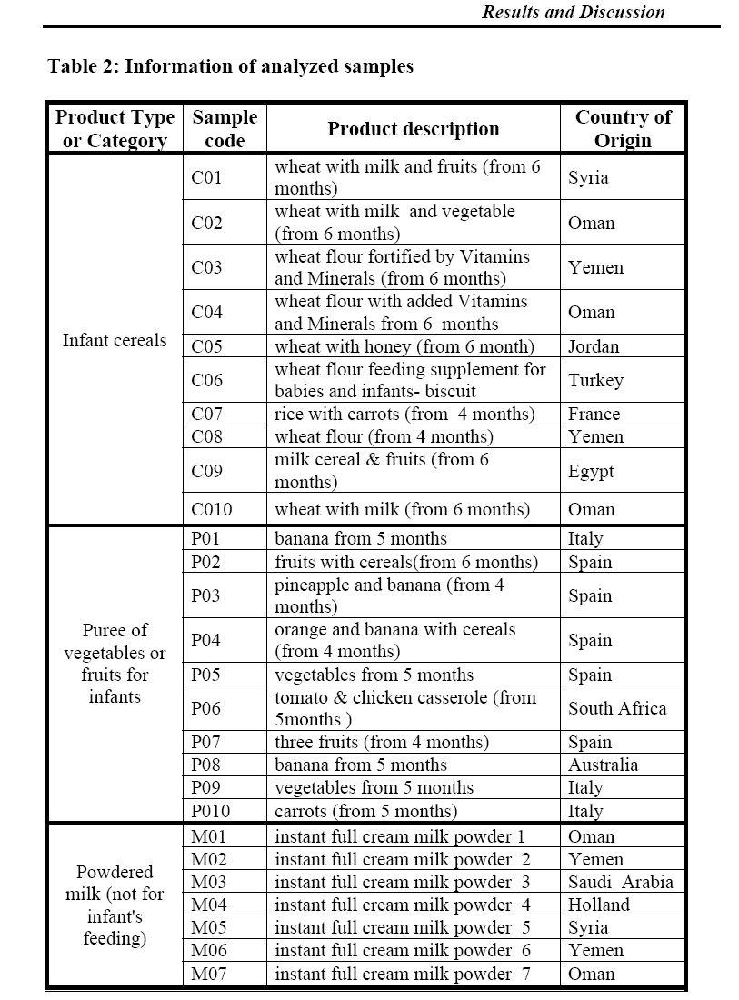 Results and Discussion
Table 2: Information of analyzed samples
Product Type
or Category
Sample
code
Product description
Country of
Origin
Infant cereals
C01
wheat with milk and fruits (from 6
months)
Syria
C02
wheat with milk  and vegetable
(from 6 months)
Oman
C03
wheat flour fortified by Vitamins
and Minerals (from 6 months)
Yemen
C04
wheat flour with added Vitamins
and Minerals from 6  months
Oman
C05
wheat with honey (from 6 month)
Jordan
C06
wheat flour feeding supplement for
babies and infants- biscuit
Turkey
C07
rice with carrots (from  4 months)
France
C08
wheat flour (from 4 months)
Yemen
C09
milk cereal & fruits (from 6
months)
Egypt
C010
wheat with milk (from 6 months)
Oman
Puree of
vegetables or
fruits for
infants
P01
banana from 5 months
Italy
P02
fruits with cereals(from 6 months)
Spain
P03
pineapple and banana (from 4
months)
Spain
P04
orange and banana with cereals
(from 4 months)
Spain
P05
vegetables from 5 months
Spain
P06
tomato & chicken casserole (from
5months )
South Africa
P07
three fruits (from 4 months)
Spain
P08
banana from 5 months
Australia
P09
vegetables from 5 months
Italy
P010
carrots (from 5 months)
Italy
Powdered
milk (not for
infant's
feeding)
M01
instant full cream milk powder 1
Oman
M02
instant full cream milk powder  2
Yemen
M03
instant full cream milk powder  3
Saudi  Arabia
M04
instant full cream milk powder  4
Holland
M05
instant full cream milk powder  5
Syria
M06
instant full cream milk powder  6
Yemen
M07
instant full cream milk powder  7
Oman